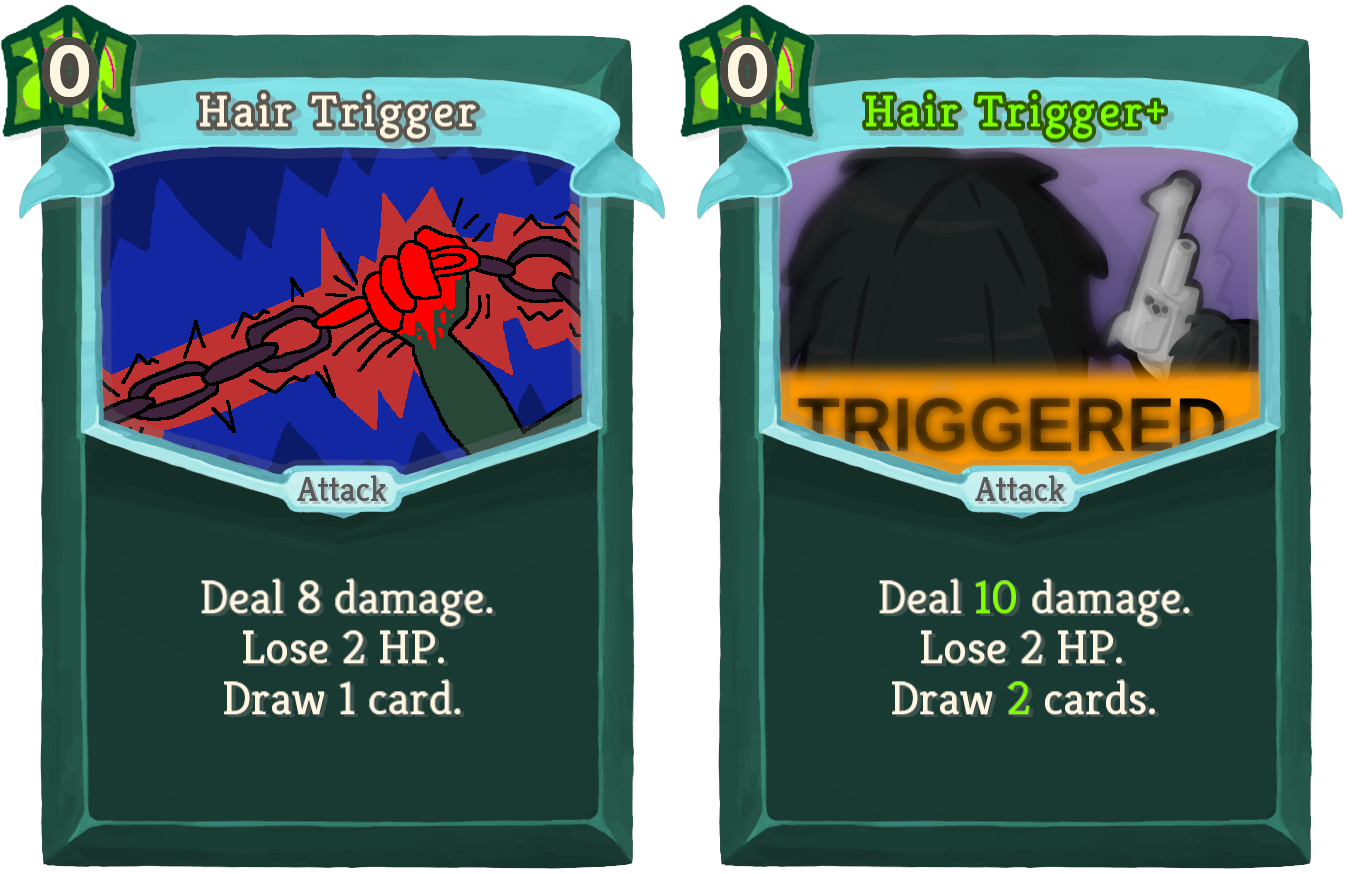 0
Hair Trigger
Attack
Deal 8 damage.
Lose 2 HP.
Draw 1 card.
0
Hair Trigger+
TRIGGERED
Attack
Deal 10 damage.
Lose 2 HP.
Draw 2 cards.